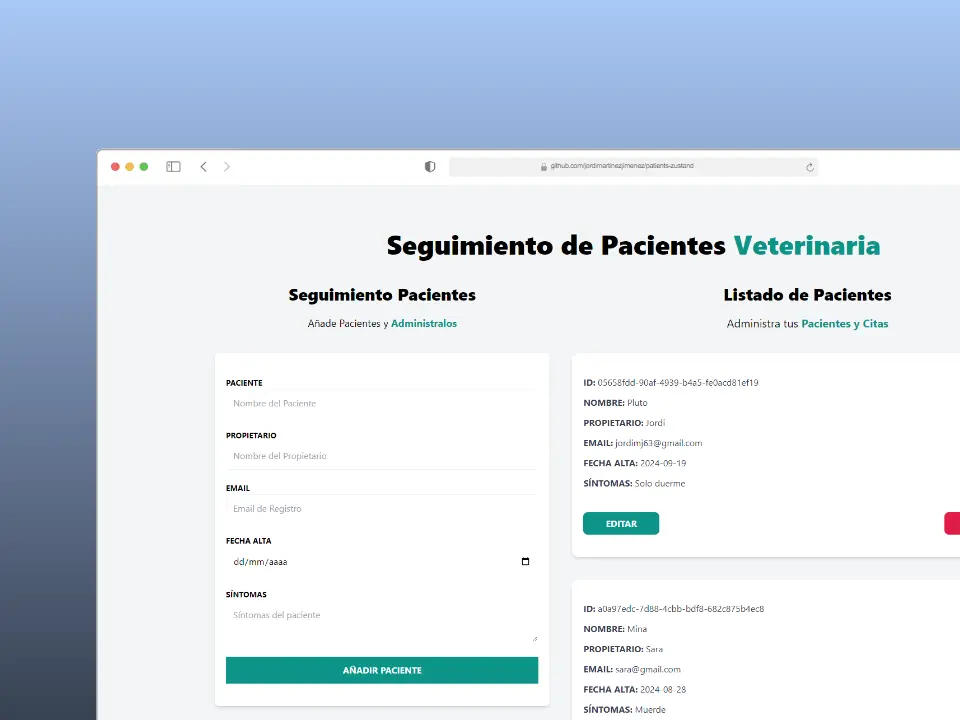 github.com/jordimartinezjimenez/patients-zustand
Seguimiento de Pacientes Veterinaria
Seguimiento Pacientes
Añade Pacientes y Administralos
PACIENTE
Nombre del Paciente
PROPIETARIO
Nombre del Propietario
EMAIL
Email de Registro
FECHA ALTA
dd/mm/aaaa
SÍNTOMAS
Síntomas del paciente
AÑADIR PACIENTE
Listado de Pacientes
Administra tus Pacientes y Citas
ID: 05658fdd-90af-4939-b4a5-fe0acd81ef19
NOMBRE: Pluto
PROPIETARIO: Jordi
EMAIL: jordimj63@gmail.com
FECHA ALTA: 2024-09-19
SÍNTOMAS: Solo duerme
EDITAR
ID: a0a97edc-7d88-4cbb-bdf8-682c875b4ec8
NOMBRE: Mina
PROPIETARIO: Sara
EMAIL: sara@gmail.com
FECHA ALTA: 2024-08-28
SÍNTOMAS: Muerde